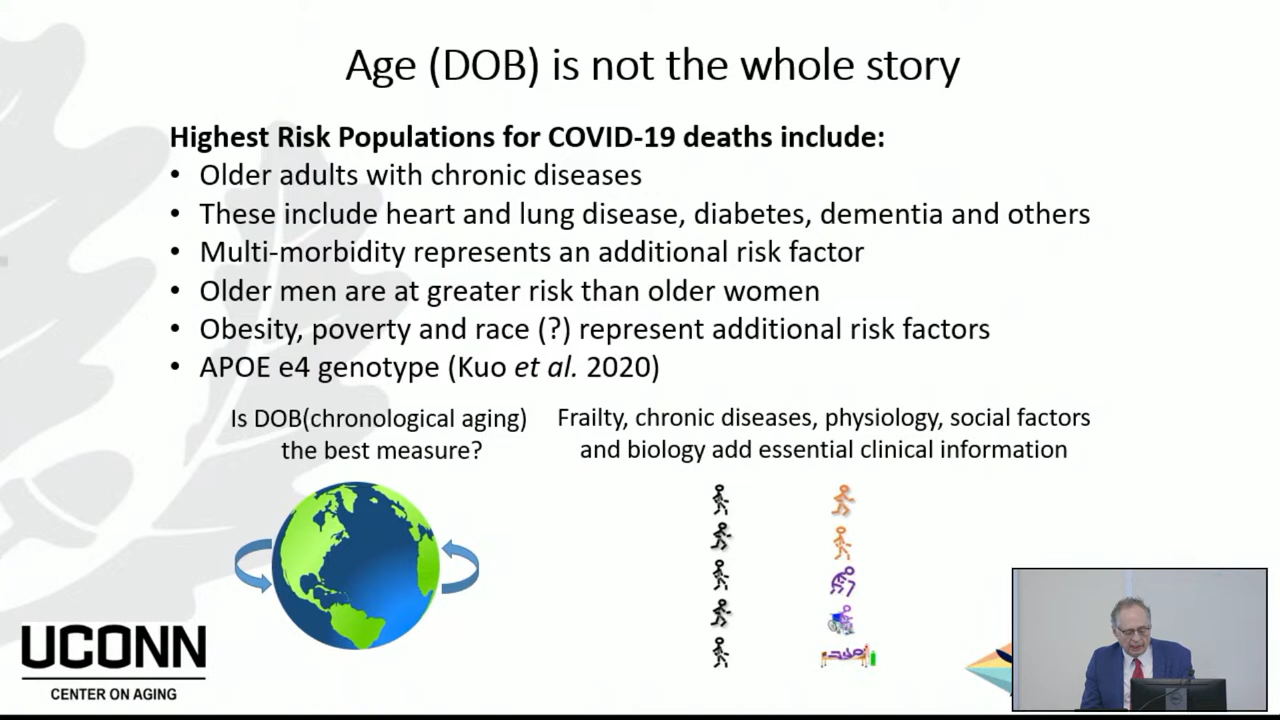 Age (DOB) is not the whole story
Highest Risk Populations for COVID-19 deaths include:
• Older adults with chronic diseases
• These include heart and lung disease, diabetes, dementia and others
• Multi-morbidity represents an additional risk factor
• Older men are at greater risk than older women
• Obesity, poverty and race (?) represent additional risk factors
• APOE e4 genotype (Kuo et al. 2020)
Is DOB(chronological aging)
the best measure?
Frailty, chronic diseases, physiology, social factors
and biology add essential clinical information
UCONN
CENTER ON AGING